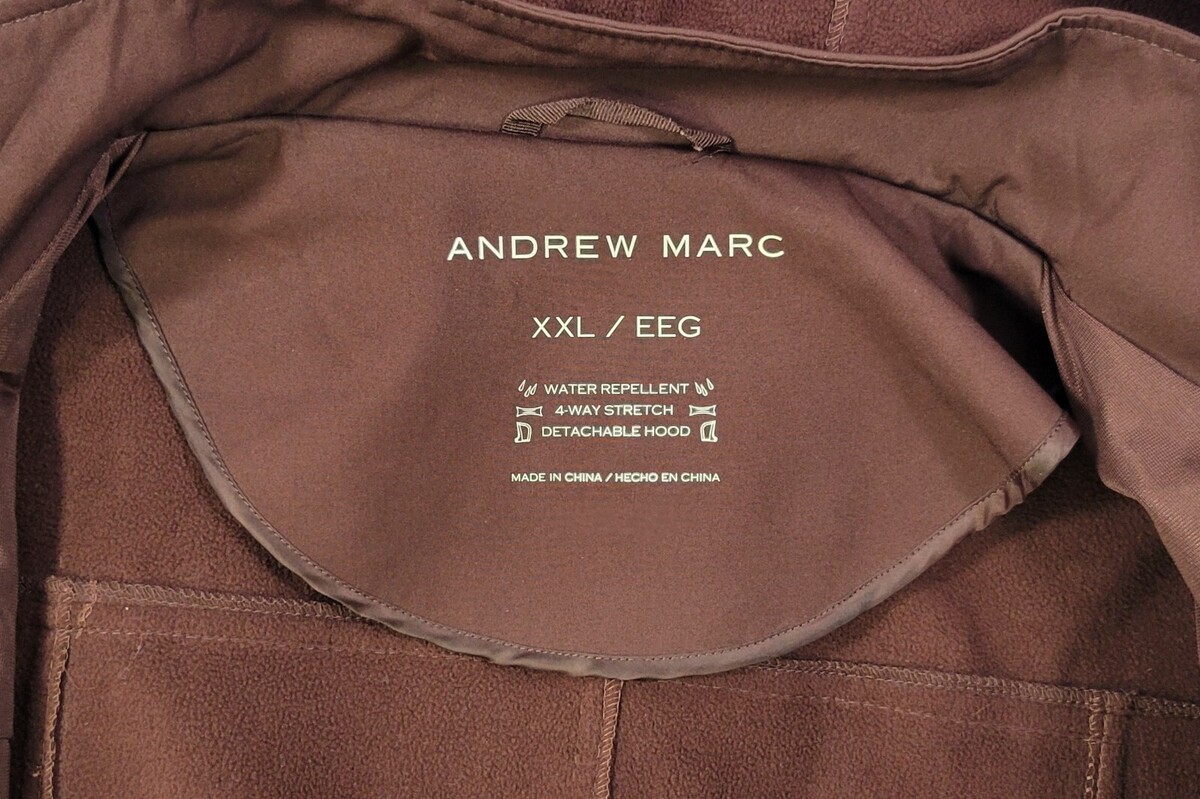 ANDREW MARC
XXL / EEG
WATER REPELLENT
4-WAY STRETCH
DETACHABLE HOOD
MADE IN CHINA / HECHO EN CHINA